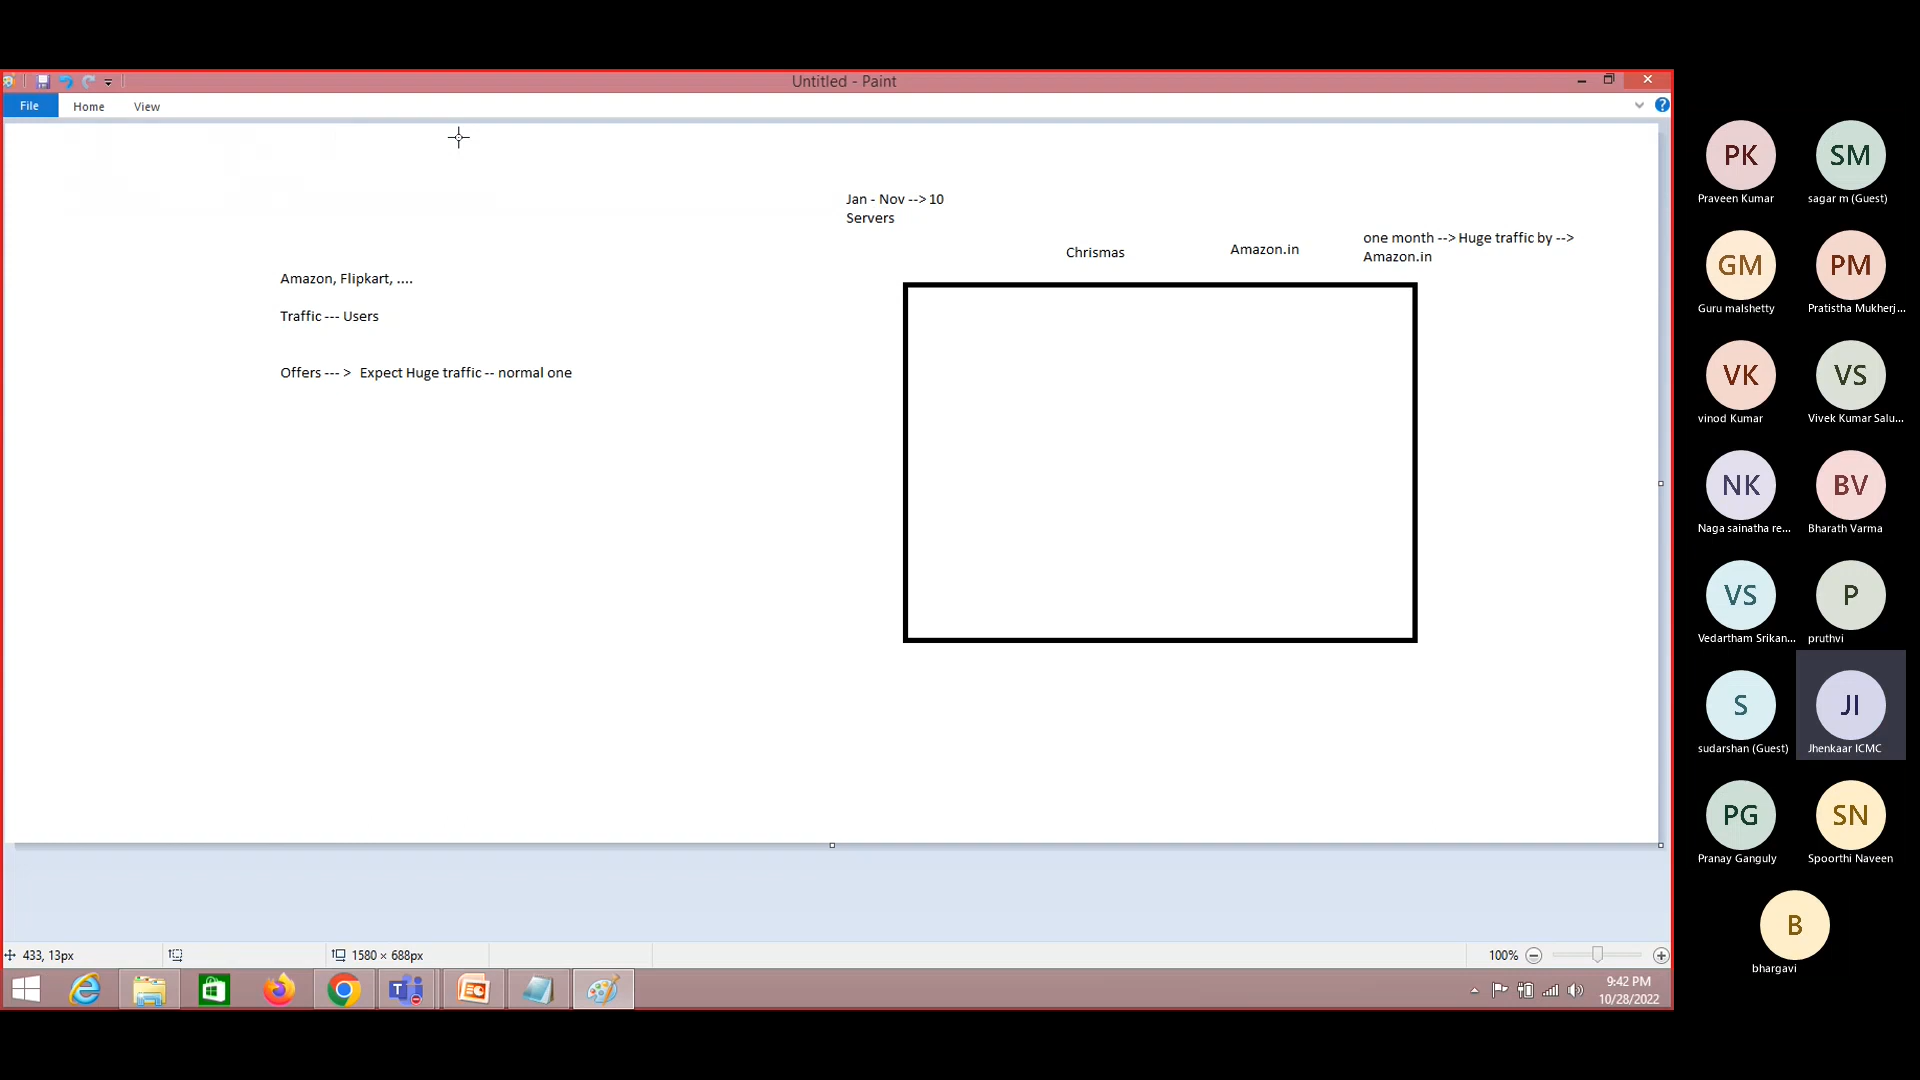 Untitled - Paint
File
Home
View
Jan - Nov --> 10
Servers
Chrismas
Amazon.in
one month --> Huge traffic by -->
Amazon.in
Amazon, Flipkart, ....
Traffic --- Users
Offers --- > Expect Huge traffic -- normal one
433, 13px
1580 × 688px
100%
9:42 PM
10/28/2022
PK
Praveen Kumar
SM
sagar m (Guest)
GM
Guru malshetty
PM
Pratistha Mukherj...
VK
vinod Kumar
VS
Vivek Kumar Salu...
NK
Naga sainatha re...
BV
Bharath Varma
VS
Vedartham Srikan...
P
pruthvi
S
sudarshan (Guest)
JI
Jhenkaar ICMC
PG
Pranay Ganguly
SN
Spoorthi Naveen
B
bhargavi